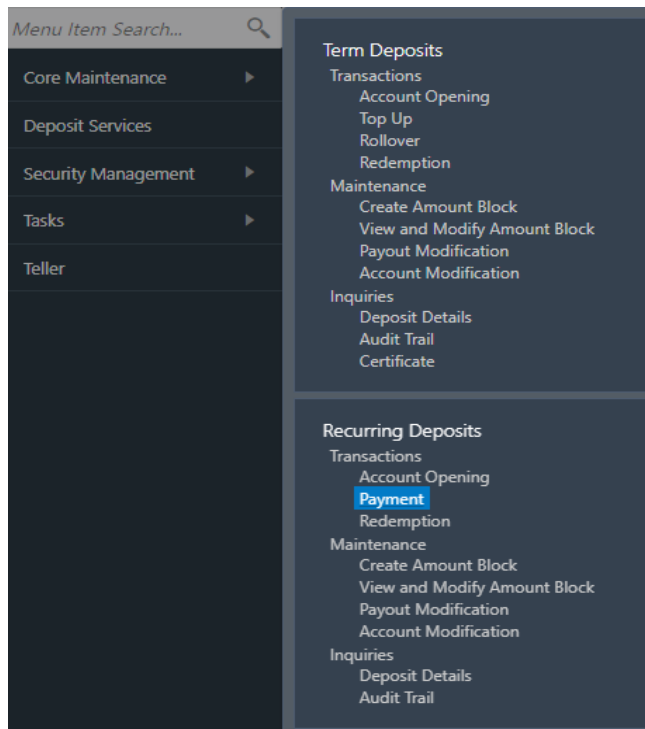 Menu Item Search...
Core Maintenance
Deposit Services
Security Management
Tasks
Teller
Term Deposits
Transactions
Account Opening
Top Up
Rollover
Redemption
Maintenance
Create Amount Block
View and Modify Amount Block
Payout Modification
Account Modification
Inquiries
Deposit Details
Audit Trail
Certificate
Recurring Deposits
Transactions
Account Opening
Payment
Redemption
Maintenance
Create Amount Block
View and Modify Amount Block
Payout Modification
Account Modification
Inquiries
Deposit Details
Audit Trail